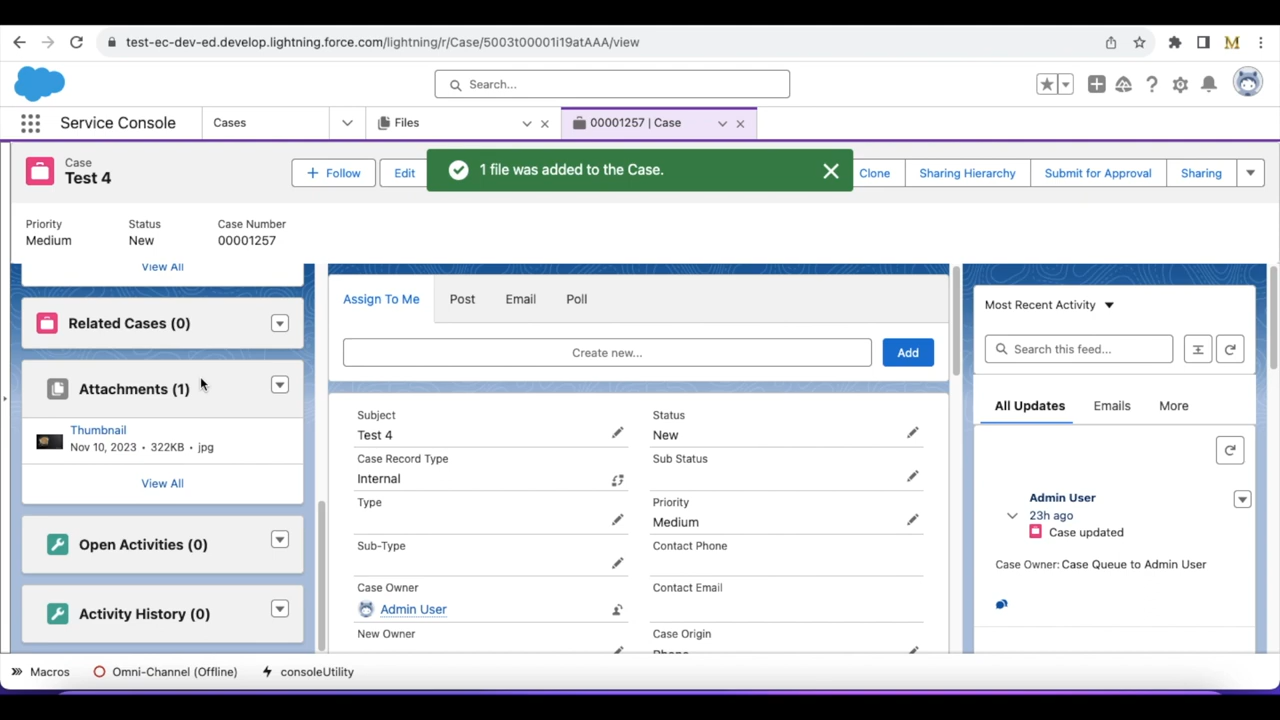 test-ec-dev-ed.develop.lightning.force.com/lightning/r/Case/5003t00001i19atAAA/view
M
Search...
Service Console
Cases
Files
00001257 | Case
Case
Test 4
Follow
Edit
1 file was added to the Case.
Clone
Sharing Hierarchy
Submit for Approval
Sharing
Priority
Status
Case Number
Medium
New
00001257
View All
Related Cases (0)
Attachments (1)
Thumbnail
Nov 10, 2023 • 322KB • jpg
View All
Open Activities (0)
Activity History (0)
Assign To Me
Post
Email
Poll
Create new...
Add
Subject
Test 4
Status
New
Case Record Type
Internal
Sub Status
Type
Priority
Medium
Sub-Type
Contact Phone
Case Owner
Admin User
Contact Email
New Owner
Case Origin
Phone
Most Recent Activity
Search this feed...
All Updates
Emails
More
Admin User
23h ago
Case updated
Case Owner: Case Queue to Admin User
Macros
Omni-Channel (Offline)
consoleUtility